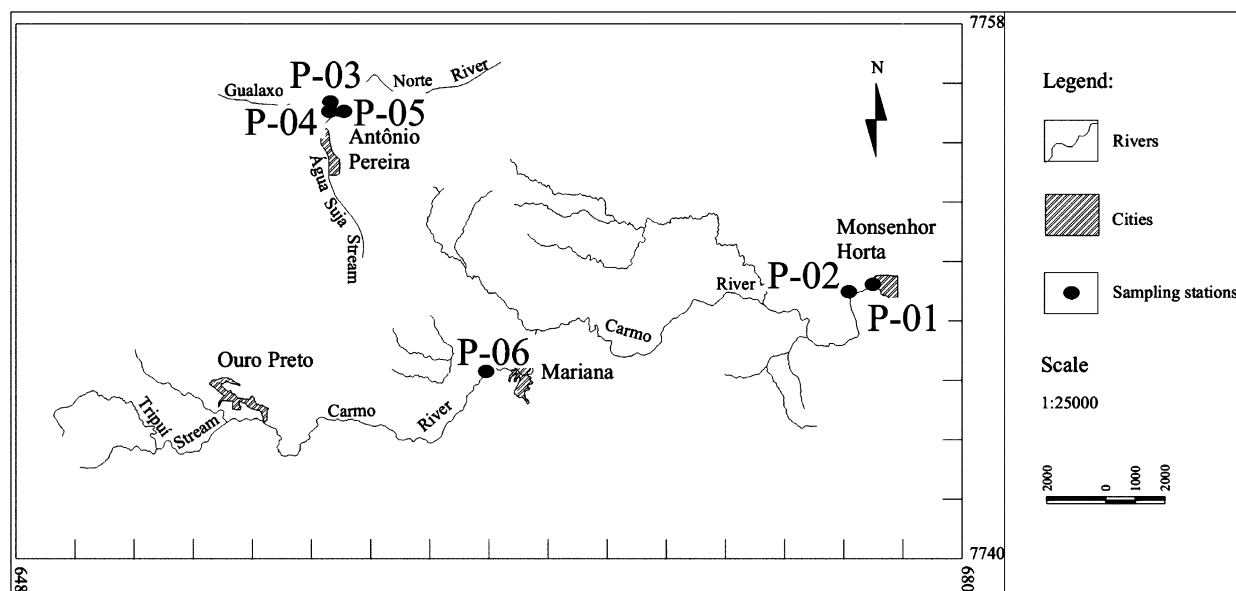 7758
P-03
Norte River
Gualaxo
P-04 P-05
Antônio
Pereira
Água Suja Stream
N
Legend:
Rivers
Cities
Sampling stations
Monsenhor
Horta
P-02
River
P-01
Carmo
P-06
Mariana
Ouro Preto
Tripuí
Stream
Carmo
River
Scale
1:25000
2000 0 1000 2000
7740
648
680